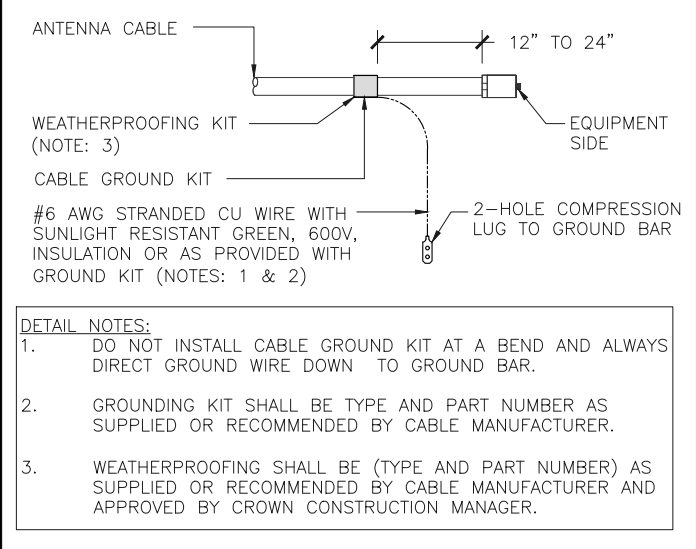 ANTENNA CABLE
12" TO 24"
WEATHERPROOFING KIT
(NOTE: 3)
EQUIPMENT
SIDE
CABLE GROUND KIT
#6 AWG STRANDED CU WIRE WITH
SUNLIGHT RESISTANT GREEN, 600V,
INSULATION OR AS PROVIDED WITH
GROUND KIT (NOTES: 1 & 2)
2-HOLE COMPRESSION
LUG TO GROUND BAR
DETAIL NOTES:
1. DO NOT INSTALL CABLE GROUND KIT AT A BEND AND ALWAYS
DIRECT GROUND WIRE DOWN TO GROUND BAR.
2. GROUNDING KIT SHALL BE TYPE AND PART NUMBER AS
SUPPLIED OR RECOMMENDED BY CABLE MANUFACTURER.
3. WEATHERPROOFING SHALL BE (TYPE AND PART NUMBER) AS
SUPPLIED OR RECOMMENDED BY CABLE MANUFACTURER AND
APPROVED BY CROWN CONSTRUCTION MANAGER.